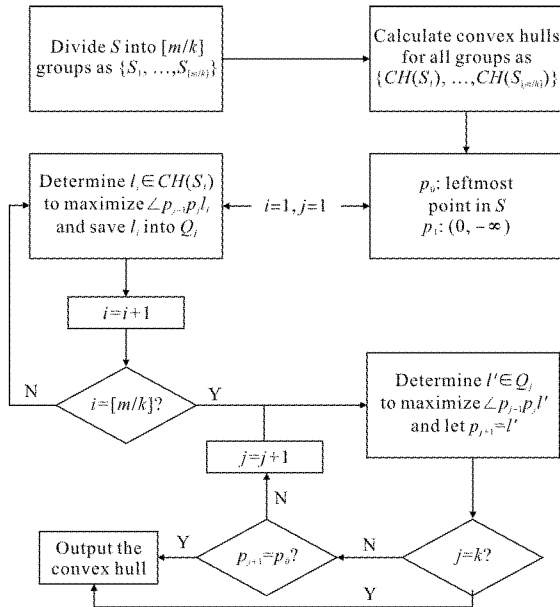 Divide S into [m/k]
groups as {S₁, ...,S[m/k]}
Calculate convex hulls
for all groups as
{CH(Sᵢ), ...,CH(S[m/k])}
Determine lᵢ∈CH(Sᵢ)
to maximize ∠pⱼ₋₁pⱼlᵢ
and save lᵢ into Qⱼ
i=1, j=1
p₀: leftmost
point in S
p₁: (0, -∞)
i=i+1
N
i=[m/k]?
Y
Determine l'∈Qⱼ
to maximize ∠pⱼ₋₁pⱼl'
and let pⱼ₊₁=l'
j=j+1
N
Output the
convex hull
Y
pⱼ₊₁=p₀?
N
j=k?
Y